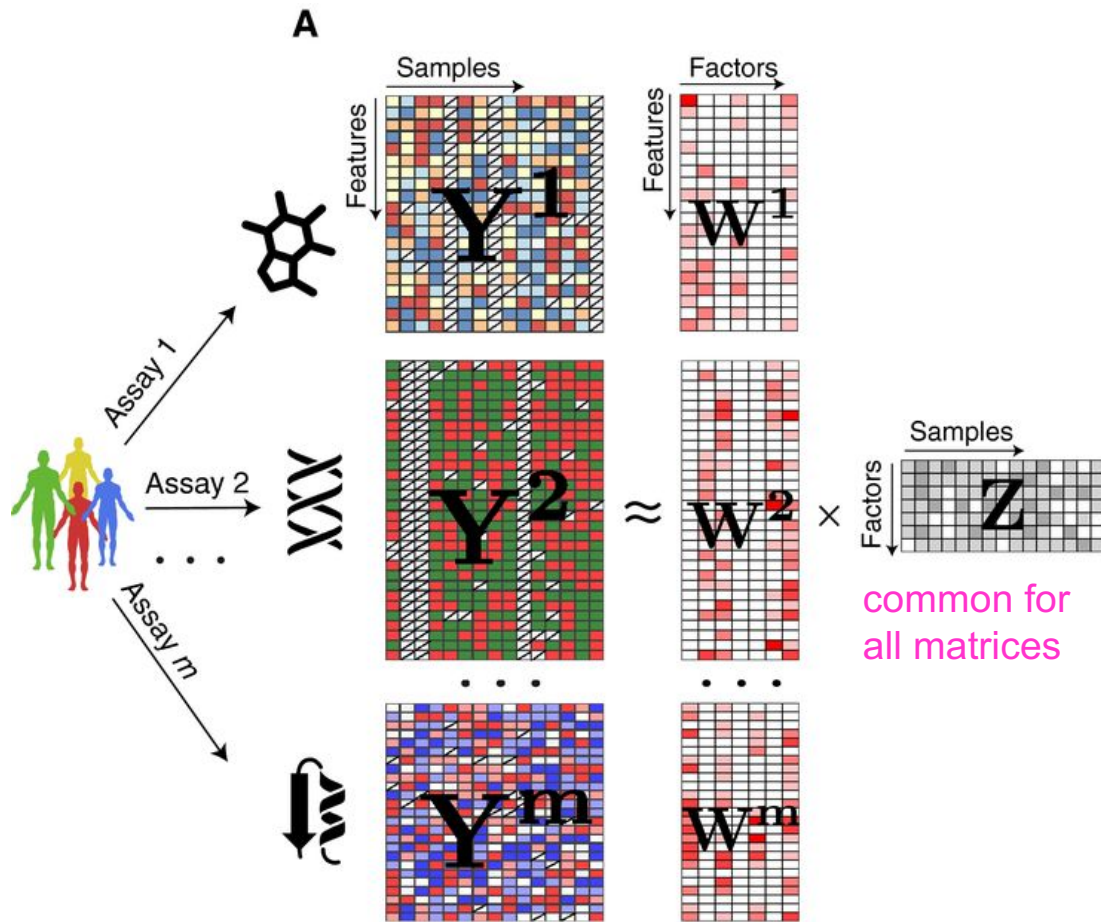 A
Samples
Factors
Features
Y¹
Features
W¹
Assay 1
Assay 2
. . .
Assay m
Y²
≈
W²
×
Samples
Factors
Z
common for
all matrices
. . .
. . .
Yᵐ
Wᵐ